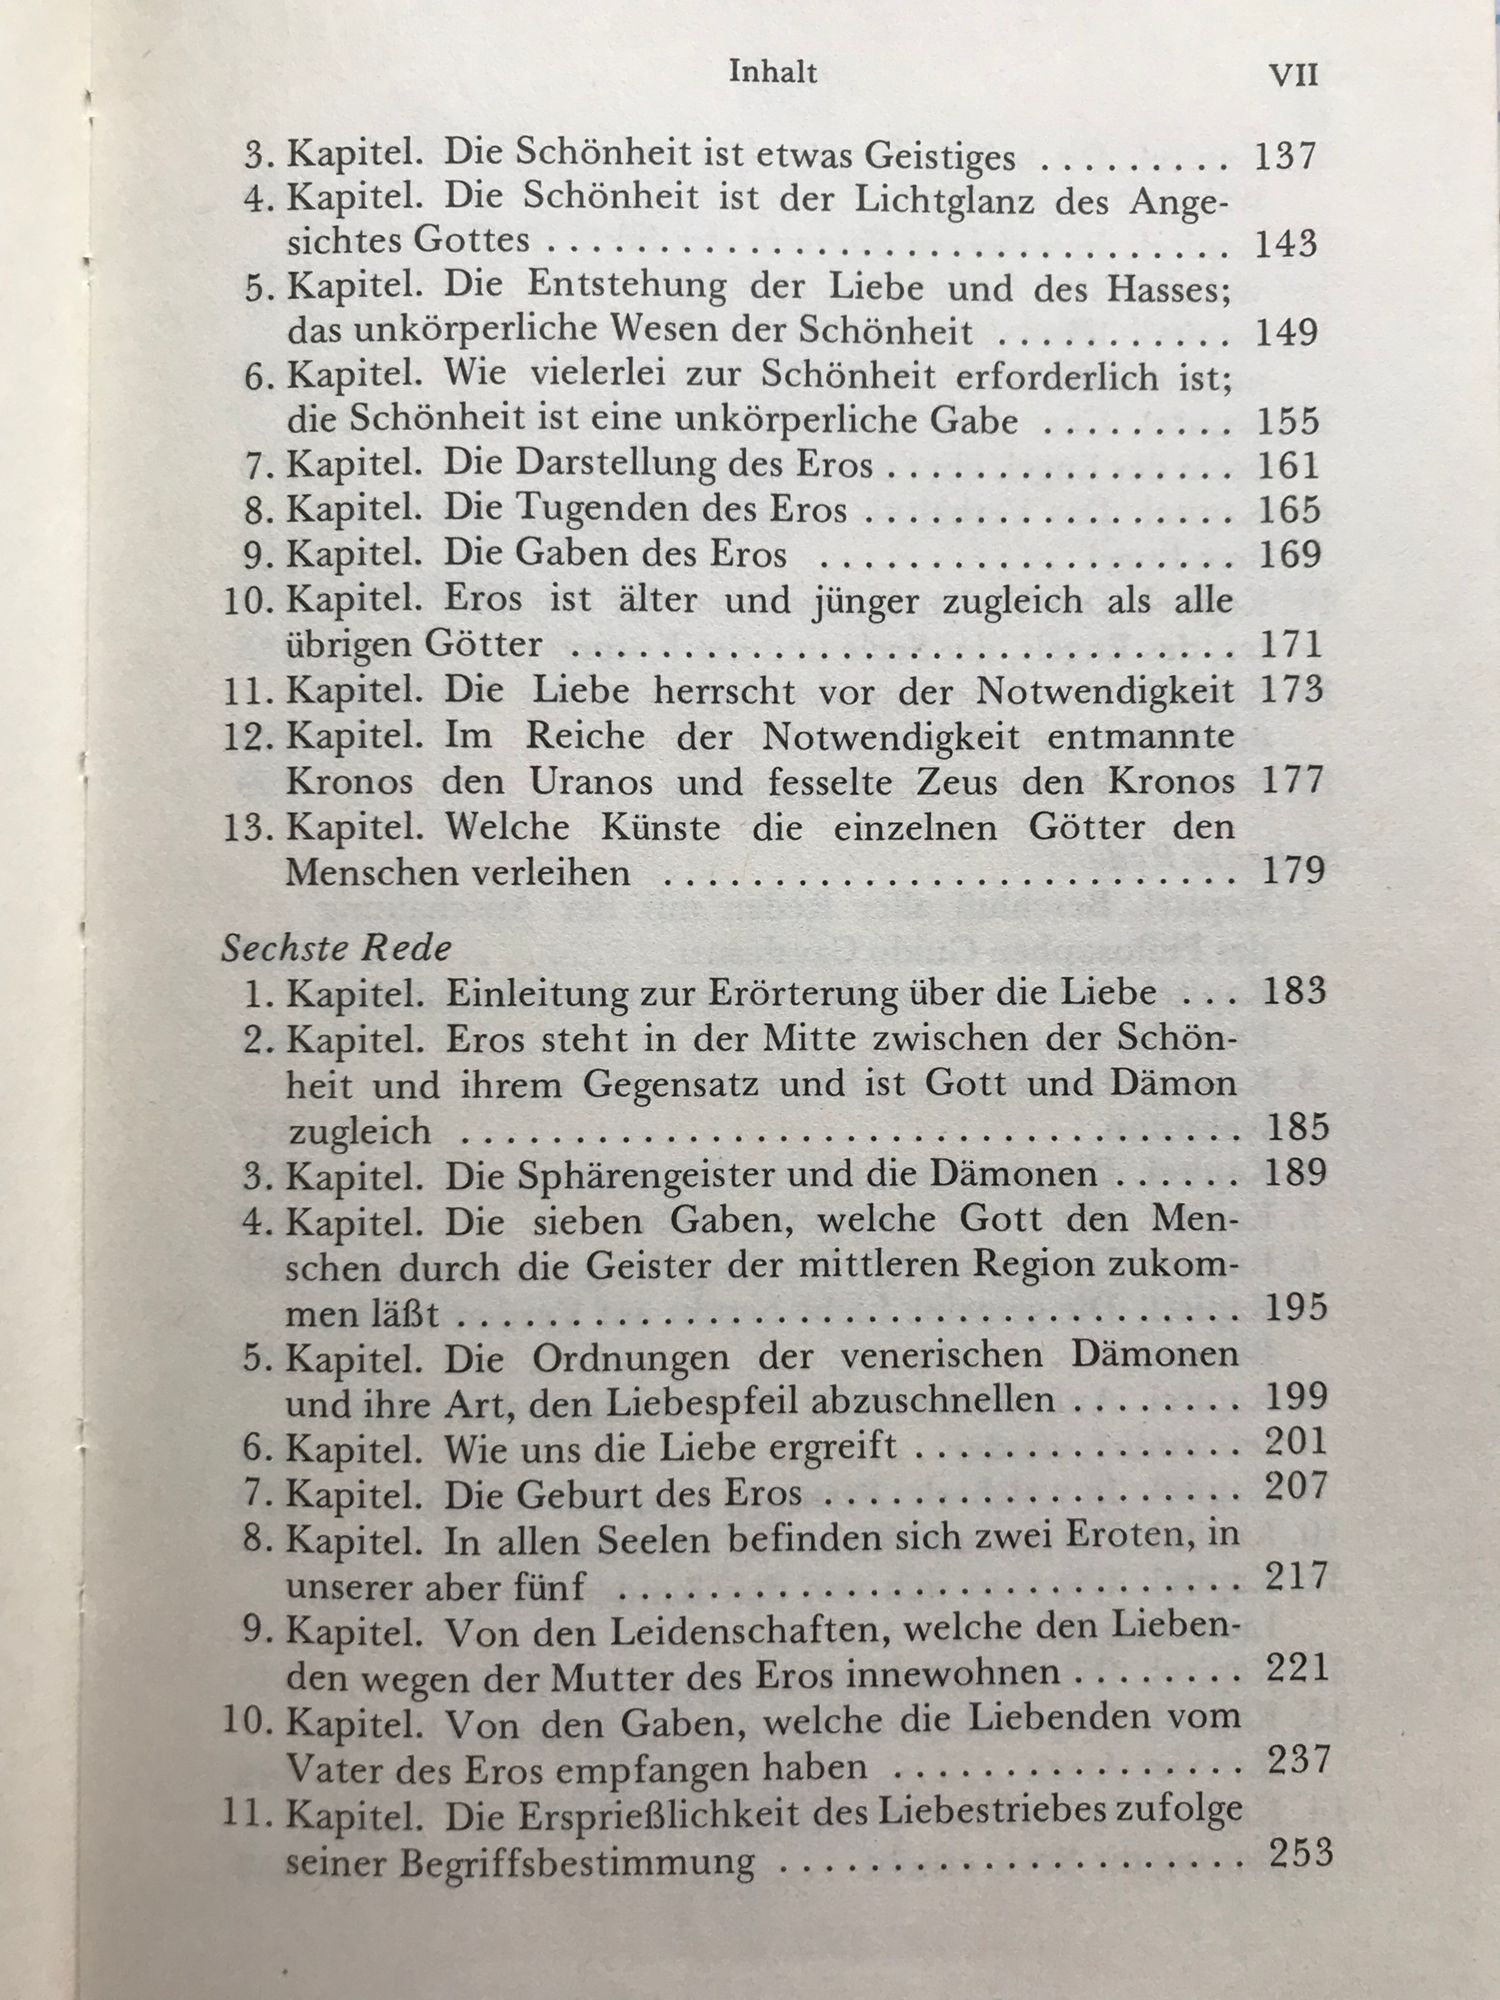 Inhalt VII
3. Kapitel. Die Schönheit ist etwas Geistiges ......... 137
4. Kapitel. Die Schönheit ist der Lichtglanz des Ange-
sichtes Gottes .............................. 143
5. Kapitel. Die Entstehung der Liebe und des Hasses;
das unkörperliche Wesen der Schönheit ........... 149
6. Kapitel. Wie vielerlei zur Schönheit erforderlich ist;
die Schönheit ist eine unkörperliche Gabe ......... 155
7. Kapitel. Die Darstellung des Eros ................ 161
8. Kapitel. Die Tugenden des Eros ................. 165
9. Kapitel. Die Gaben des Eros ................... 169
10. Kapitel. Eros ist älter und jünger zugleich als alle
übrigen Götter .............................. 171
11. Kapitel. Die Liebe herrscht vor der Notwendigkeit 173
12. Kapitel. Im Reiche der Notwendigkeit entmannte
Kronos den Uranos und fesselte Zeus den Kronos 177
13. Kapitel. Welche Künste die einzelnen Götter den
Menschen verleihen .......................... 179
Sechste Rede
1. Kapitel. Einleitung zur Erörterung über die Liebe ... 183
2. Kapitel. Eros steht in der Mitte zwischen der Schön-
heit und ihrem Gegensatz und ist Gott und Dämon
zugleich ................................... 185
3. Kapitel. Die Sphärengeister und die Dämonen ...... 189
4. Kapitel. Die sieben Gaben, welche Gott den Men-
schen durch die Geister der mittleren Region zukom-
men läßt ................................... 195
5. Kapitel. Die Ordnungen der venerischen Dämonen
und ihre Art, den Liebespfeil abzuschnellen ........ 199
6. Kapitel. Wie uns die Liebe ergreift ............... 201
7. Kapitel. Die Geburt des Eros ................... 207
8. Kapitel. In allen Seelen befinden sich zwei Eroten, in
unserer aber fünf ............................ 217
9. Kapitel. Von den Leidenschaften, welche den Lieben-
den wegen der Mutter des Eros innewohnen ........ 221
10. Kapitel. Von den Gaben, welche die Liebenden vom
Vater des Eros empfangen haben ................ 237
11. Kapitel. Die Ersprießlichkeit des Liebestriebes zufolge
seiner Begriffsbestimmung ..................... 253